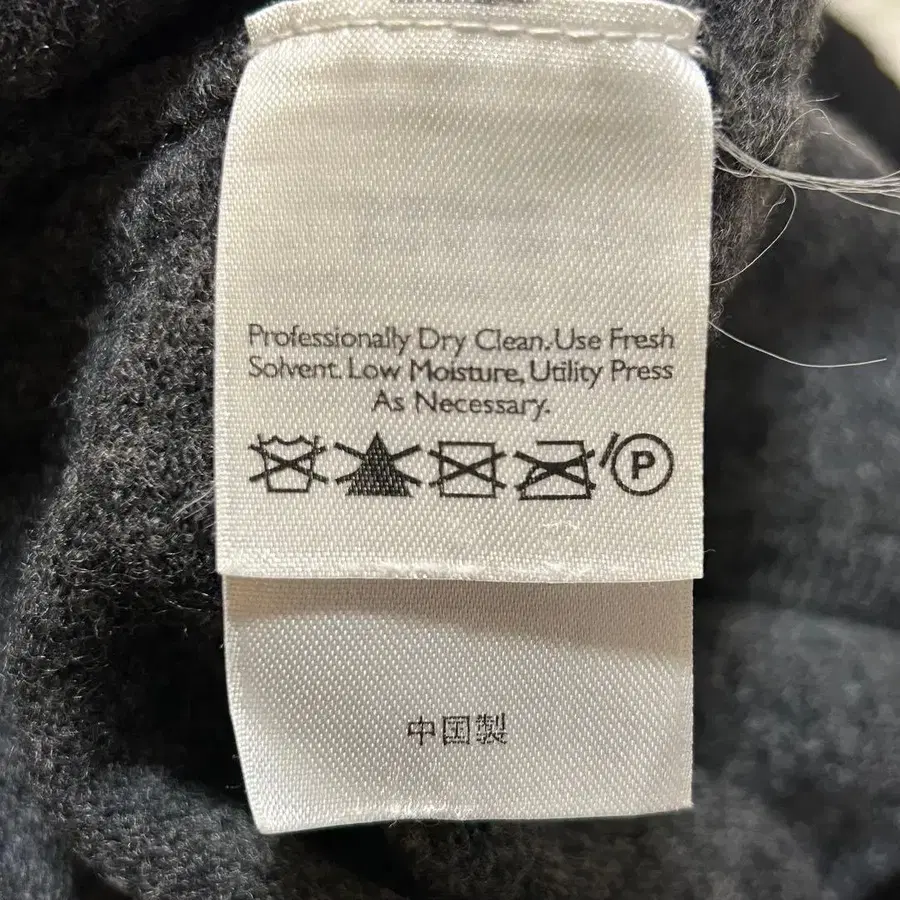 Professionally Dry Clean. Use Fresh
Solvent. Low Moisture, Utility Press
As Necessary.
P
中国製